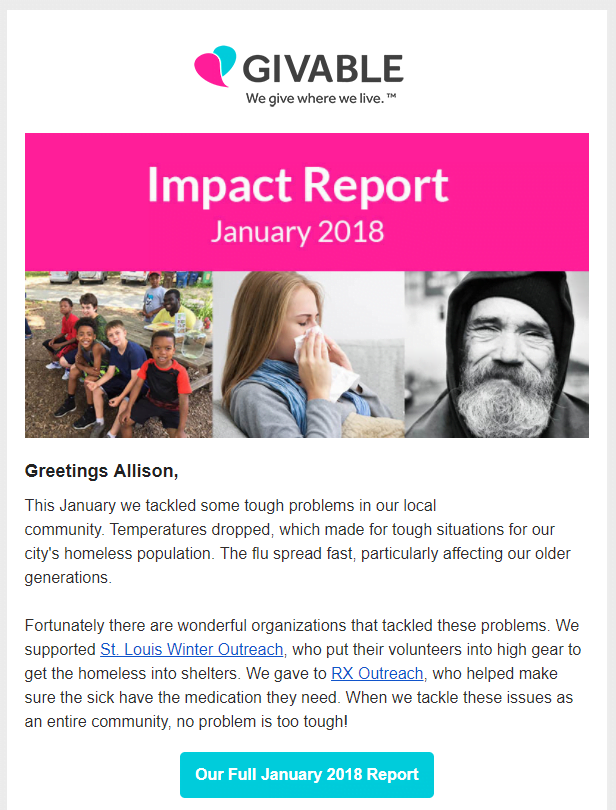 GIVABLE
We give where we live.™
Impact Report
January 2018
Greetings Allison,
This January we tackled some tough problems in our local
community. Temperatures dropped, which made for tough situations for our
city's homeless population. The flu spread fast, particularly affecting our older
generations.
Fortunately there are wonderful organizations that tackled these problems. We
supported St. Louis Winter Outreach, who put their volunteers into high gear to
get the homeless into shelters. We gave to RX Outreach, who helped make
sure the sick have the medication they need. When we tackle these issues as
an entire community, no problem is too tough!
Our Full January 2018 Report